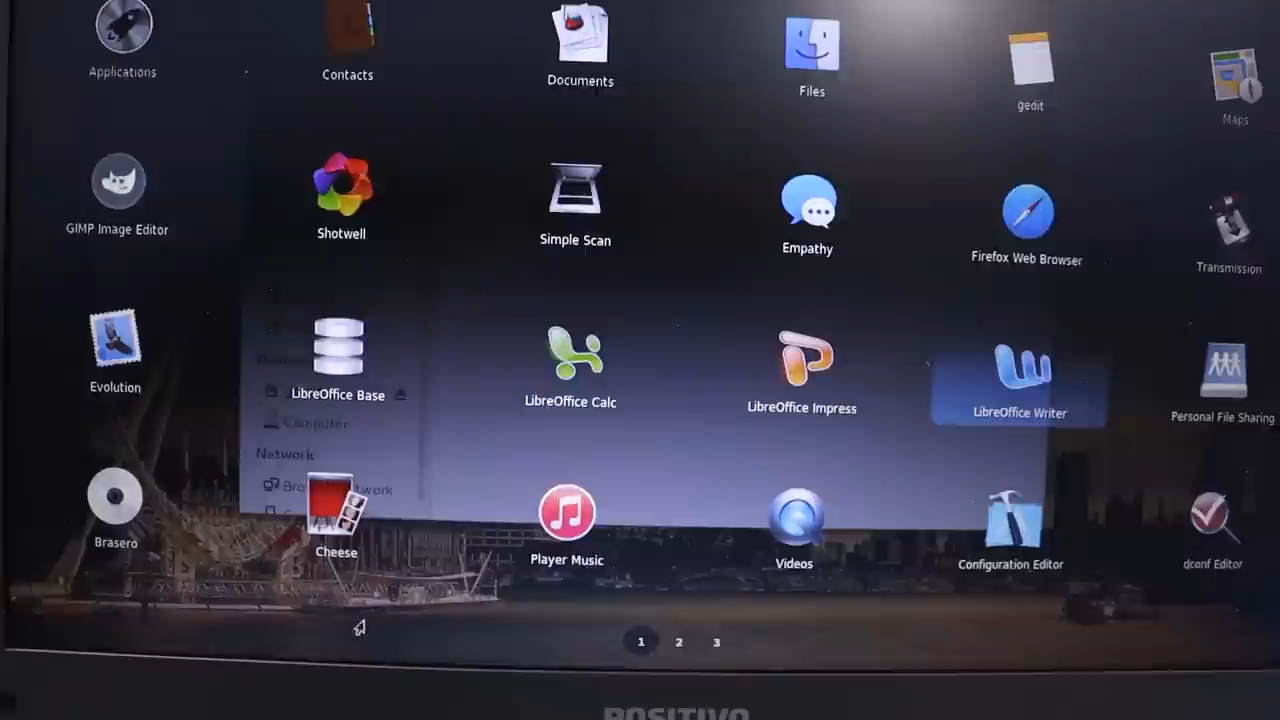 Applications
Contacts
Documents
Files
gedit
Maps
GIMP Image Editor
Shotwell
Simple Scan
Empathy
Firefox Web Browser
Transmission
Evolution
LibreOffice Base
LibreOffice Calc
LibreOffice Impress
LibreOffice Writer
Personal File Sharing
Computer
Network
Brasero
Cheese
Player Music
Videos
Configuration Editor
dconf Editor
1 2 3
POSITIVO